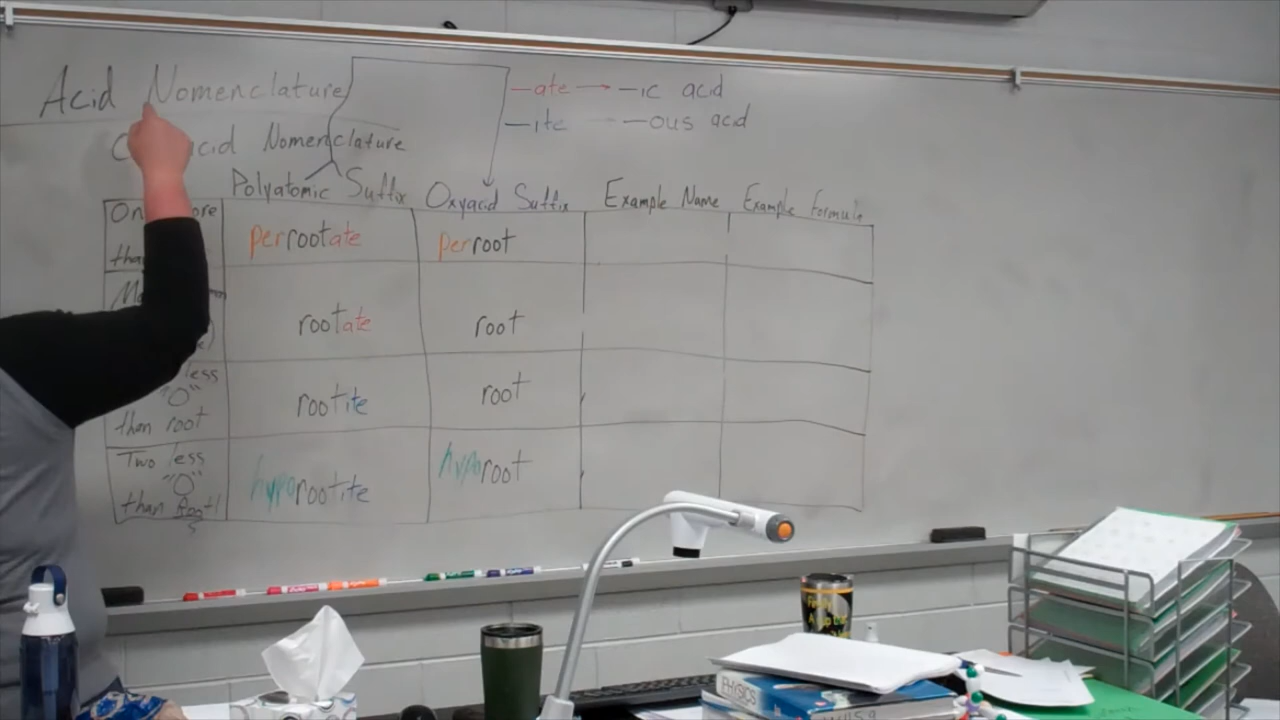 Acid Nomenclature
-ate → -ic acid
-ite -ous acid
Nomenclature
Polyatomic Suffix Oxyacid Suffix Example Name Example Formula
perrootate perroot
rootate root
less
"O"
than root
rootite root
Two less
"O"
than Root!
hyporootite hyporoot
PHYSICS